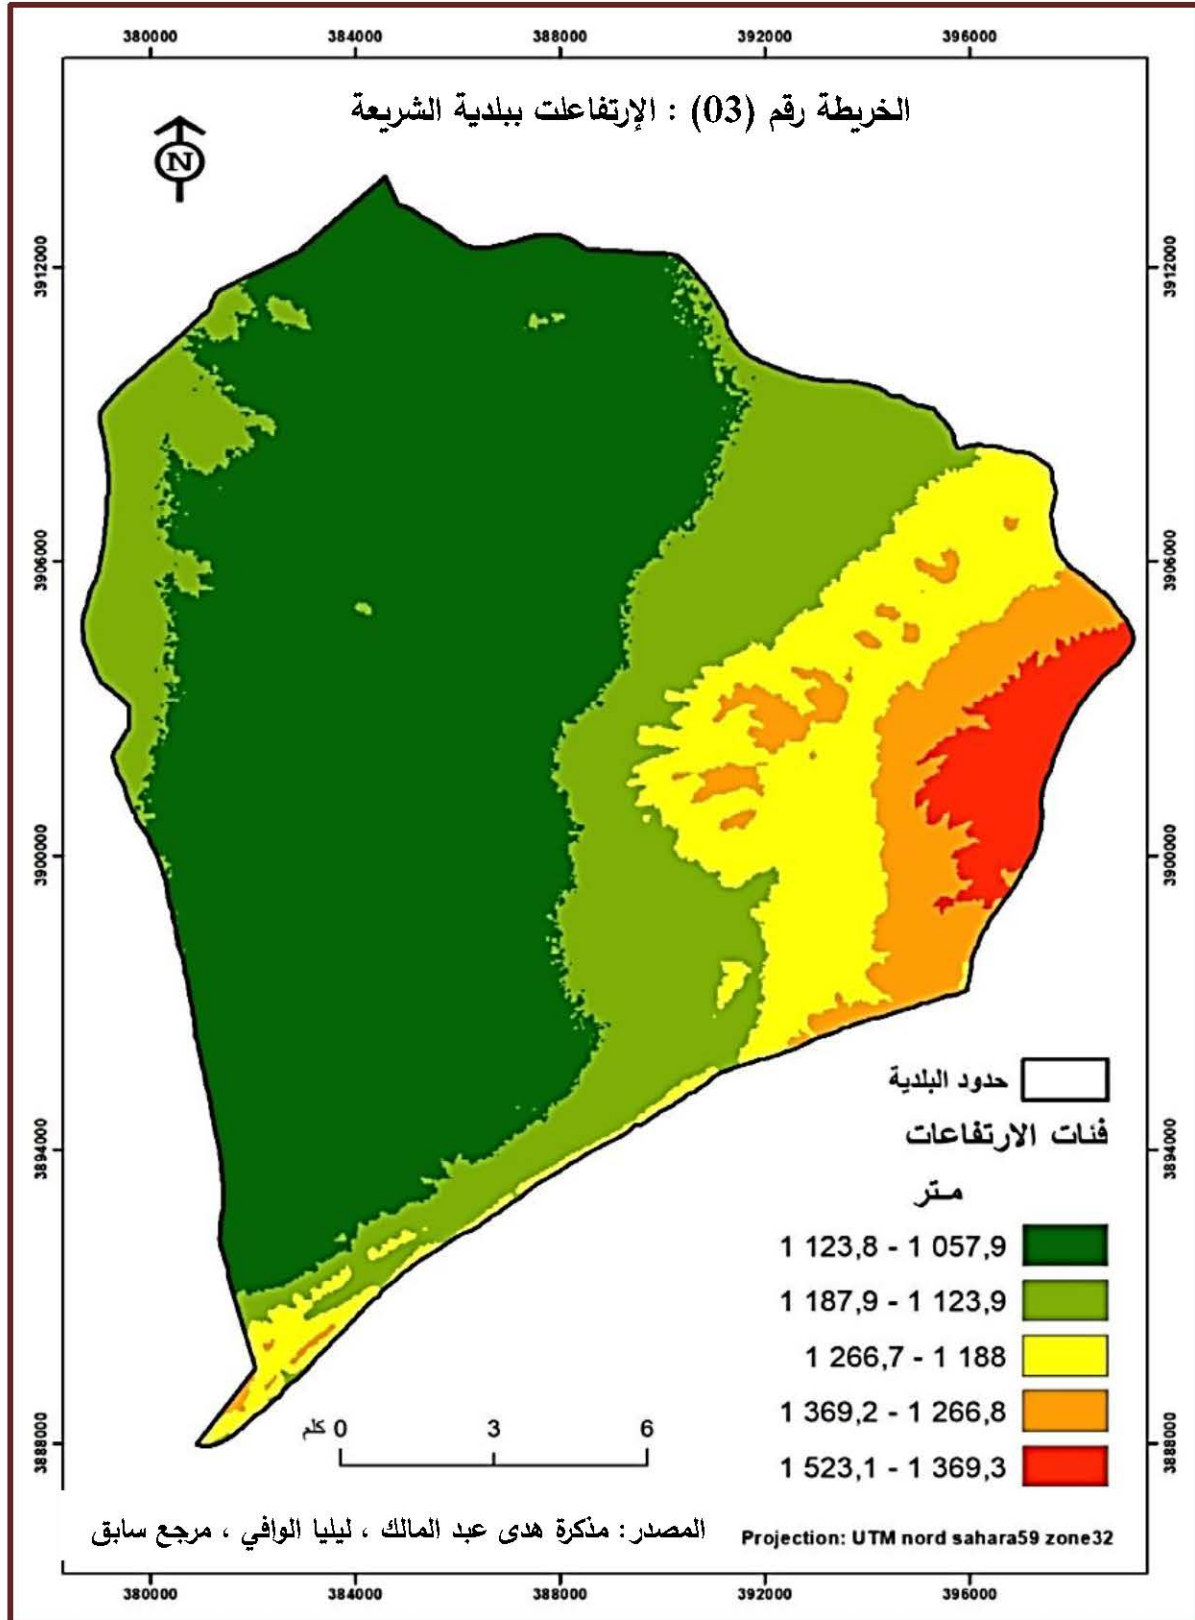 380000 384000 388000 392000 396000
الخريطة رقم (03) : الإرتفاعلت ببلدية الشريعة
N
3912000 3912000
3906000 3906000
3900000 3900000
3894000 3894000
3888000 3888000
حدود البلدية
فئات الارتفاعات
متر
1 123,8 - 1 057,9
1 187,9 - 1 123,9
1 266,7 - 1 188
1 369,2 - 1 266,8
1 523,1 - 1 369,3
كلم 0 3 6
المصدر: مذكرة هدى عبد المالك ، ليليا الوافي ، مرجع سابق
Projection: UTM nord sahara59 zone32
380000 384000 388000 392000 396000